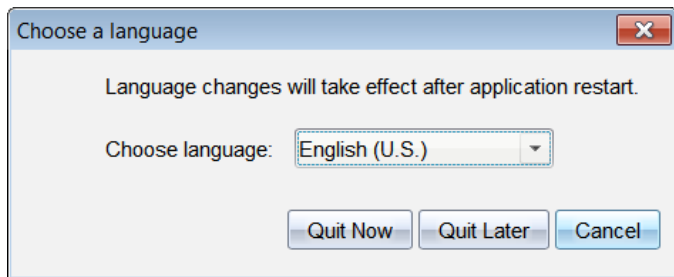 Choose a language
Language changes will take effect after application restart.
Choose language: English (U.S.)
Quit Now Quit Later Cancel